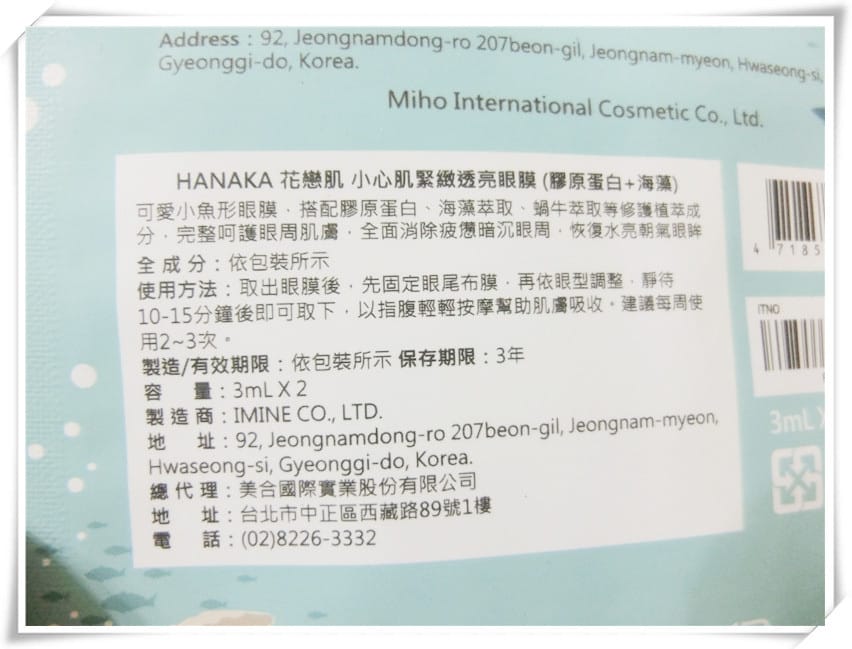 Address : 92, Jeongnamdong-ro 207beon-gil, Jeongnam-myeon, Hwaseong-si,
Gyeonggi-do, Korea.
Miho International Cosmetic Co., Ltd.
HANAKA 花戀肌 小心肌緊緻透亮眼膜 (膠原蛋白+海藻)
可愛小魚形眼膜，搭配膠原蛋白、海藻萃取、蝸牛萃取等修護植萃成
分，完整呵護眼周肌膚，全面消除疲憊暗沉眼周，恢復水亮朝氣眼眸
全 成 分：依包裝所示
使用方法：取出眼膜後，先固定眼尾布膜，再依眼型調整，靜待
10-15分鐘後即可取下，以指腹輕輕按摩幫助肌膚吸收。建議每周使
用2~3次。
製造/有效期限：依包裝所示 保存期限：3年
容 量：3mL X 2
製 造 商：IMINE CO., LTD.
地 址：92, Jeongnamdong-ro 207beon-gil, Jeongnam-myeon,
Hwaseong-si, Gyeonggi-do, Korea.
總 代 理：美合國際實業股份有限公司
地 址：台北市中正區西藏路89號1樓
電 話：(02)8226-3332
4 7185
ITNO
3mL X